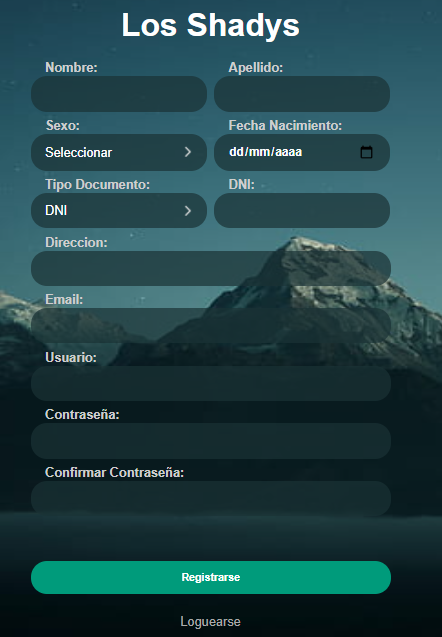 Los Shadys
Nombre: Apellido:
Sexo: Fecha Nacimiento:
Seleccionar dd/mm/aaaa
Tipo Documento: DNI:
DNI
Direccion:
Email:
Usuario:
Contraseña:
Confirmar Contraseña:
Registrarse
Loguearse